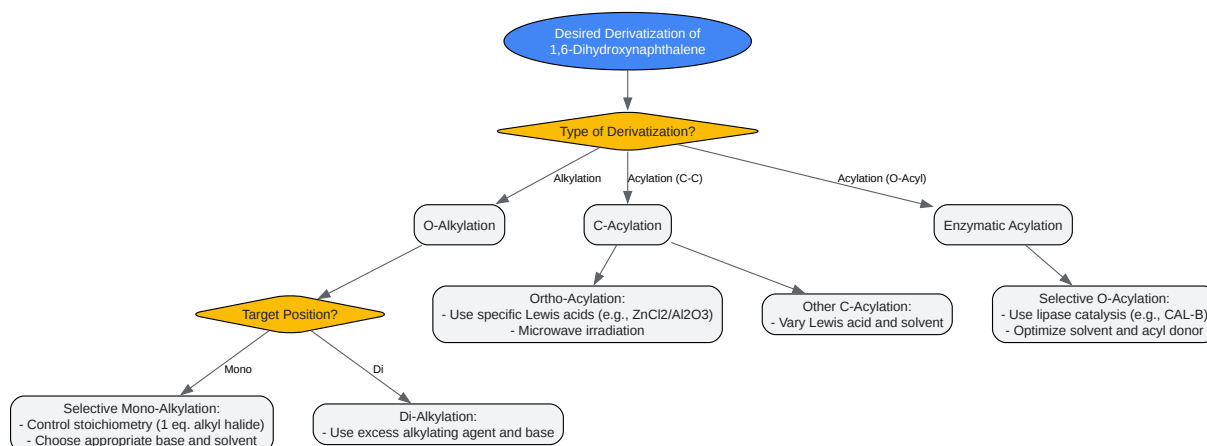 Desired Derivatization of
1,6-Dihydroxynaphthalene
Type of Derivatization?
Alkylation
Acylation (C-C)
Acylation (O-Acyl)
O-Alkylation
C-Acylation
Enzymatic Acylation
Target Position?
Ortho-Acylation:
- Use specific Lewis acids (e.g., ZnCl2/Al2O3)
- Microwave irradiation
Other C-Acylation:
- Vary Lewis acid and solvent
Selective O-Acylation:
- Use lipase catalysis (e.g., CAL-B)
- Optimize solvent and acyl donor
Mono
Di
Selective Mono-Alkylation:
- Control stoichiometry (1 eq. alkyl halide)
- Choose appropriate base and solvent
Di-Alkylation:
- Use excess alkylating agent and base